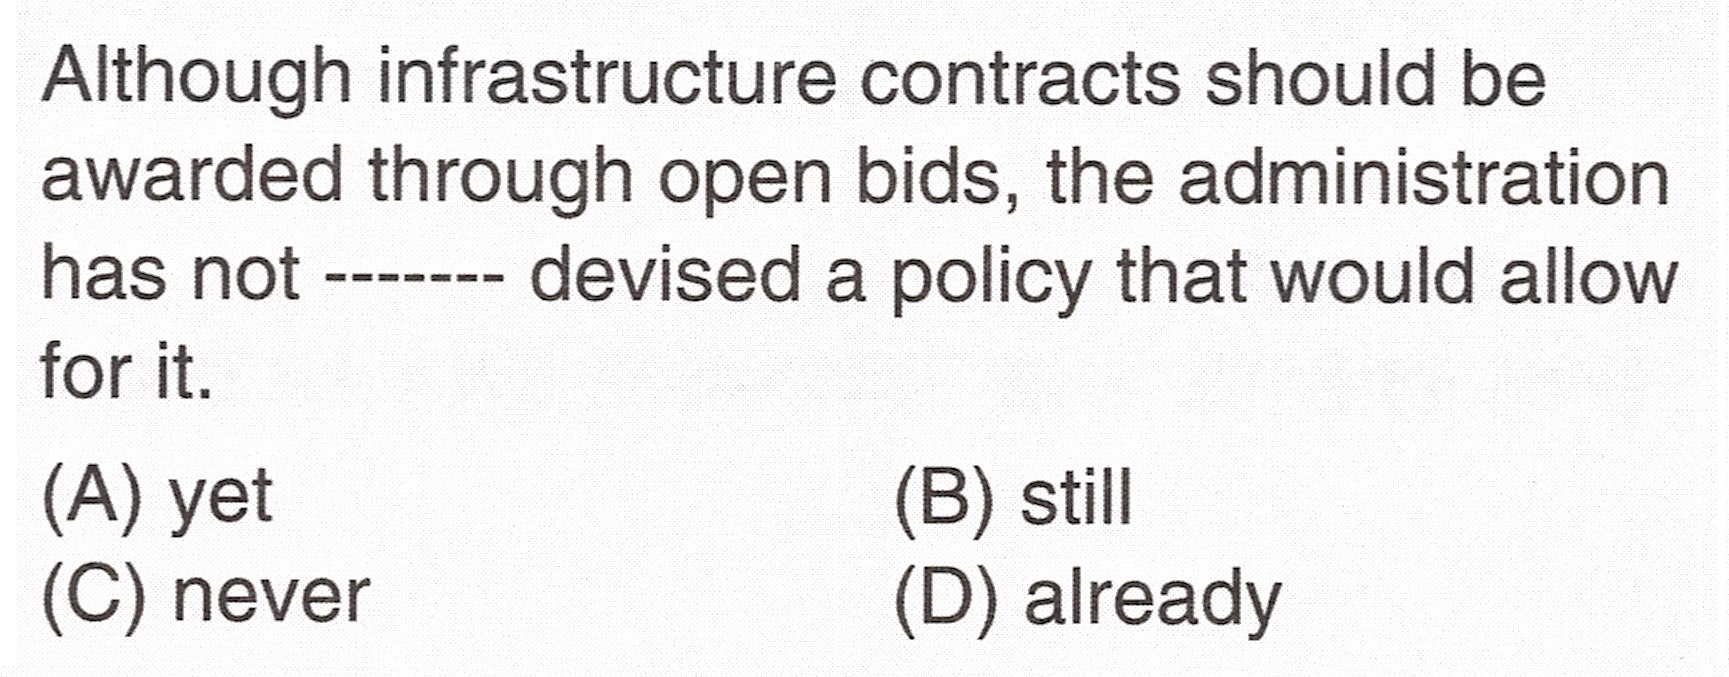 Although infrastructure contracts should be
awarded through open bids, the administration
has not ------- devised a policy that would allow
for it.
(A) yet (B) still
(C) never (D) already